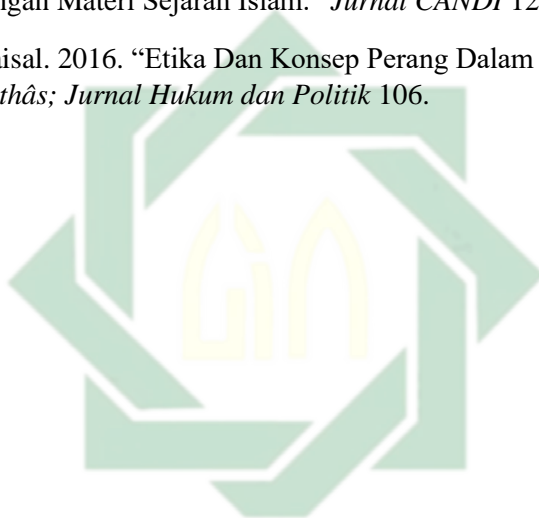 ngan Materi Sejarah Islam.” Jurnal CANDI 12
aisal. 2016. “Etika Dan Konsep Perang Dalam
thâs; Jurnal Hukum dan Politik 106.